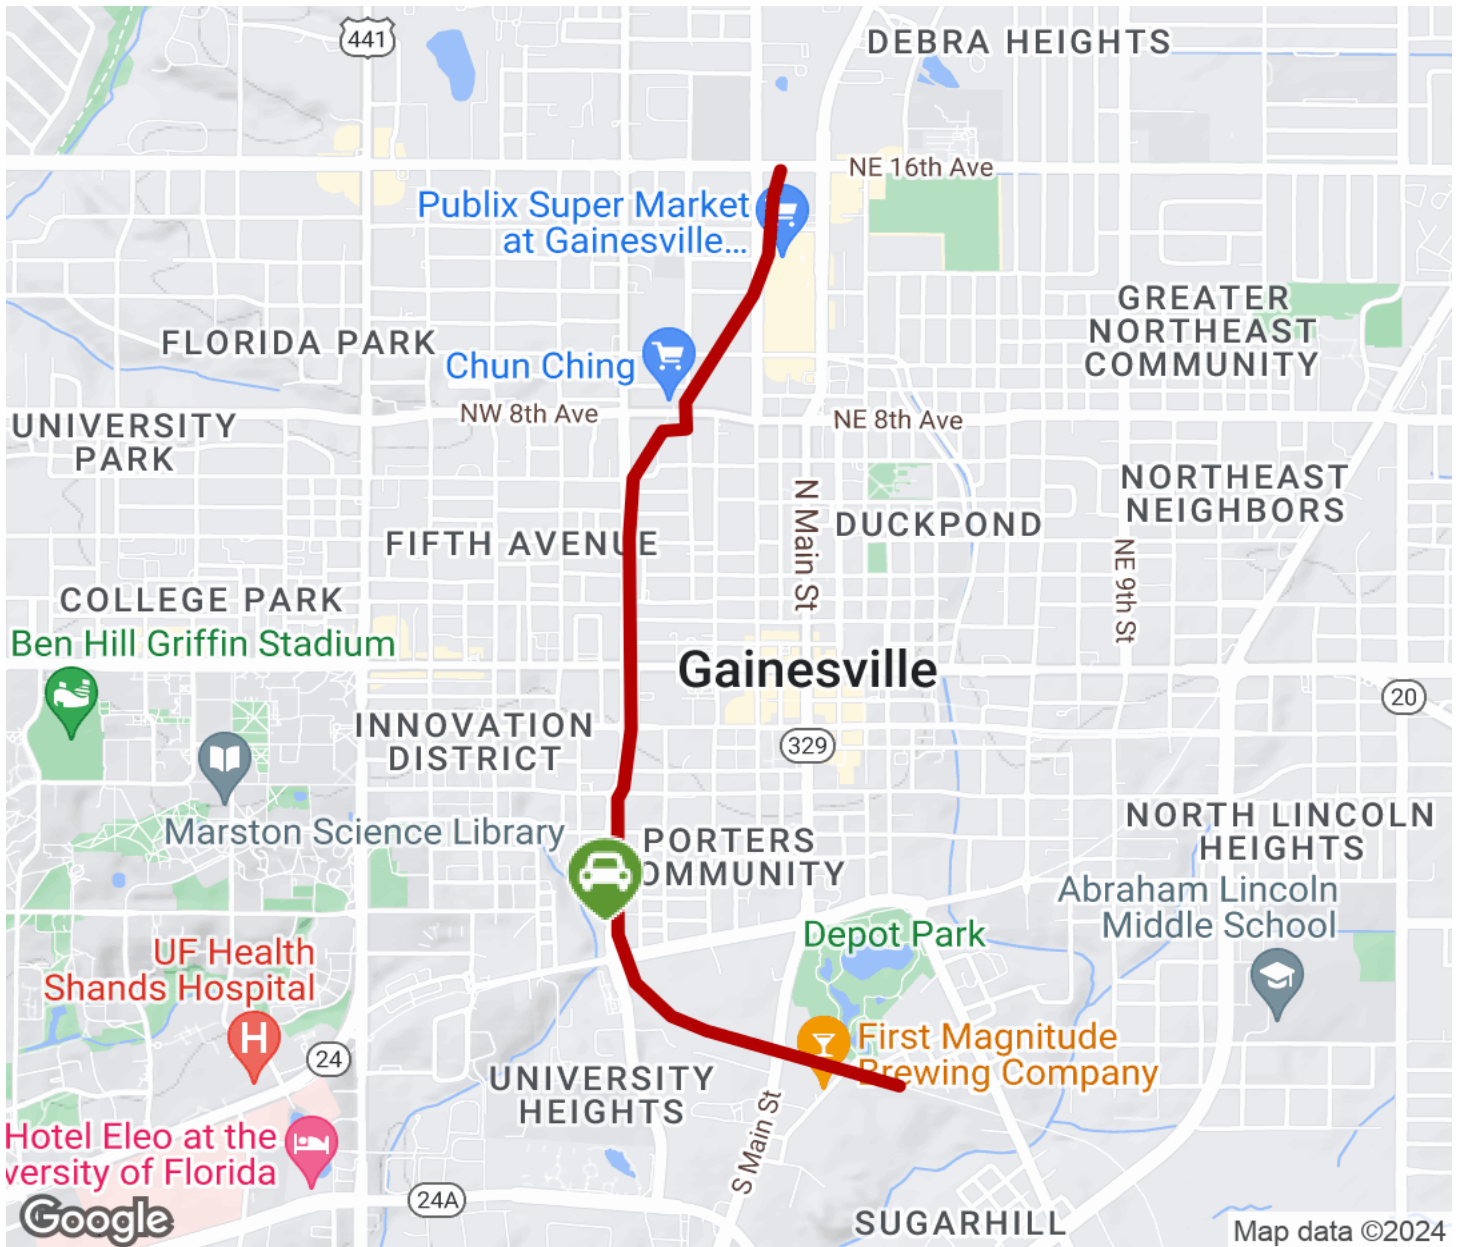 441
DEBRA HEIGHTS
NE 16th Ave
Publix Super Market
at Gainesville...
GREATER
NORTHEAST
COMMUNITY
FLORIDA PARK
Chun Ching
NW 8th Ave
NE 8th Ave
UNIVERSITY
PARK
NORTHEAST
NEIGHBORS
N Main St
DUCKPOND
FIFTH AVENUE
NE 9th St
COLLEGE PARK
Ben Hill Griffin Stadium
Gainesville
20
INNOVATION
DISTRICT
329
Marston Science Library
PORTERS
OMMUNITY
NORTH LINCOLN
HEIGHTS
Abraham Lincoln
Middle School
Depot Park
UF Health
Shands Hospital
H
24
First Magnitude
Brewing Company
UNIVERSITY
HEIGHTS
S Main St
Hotel Eleo at the
versity of Florida
24A
SUGARHILL
Google
Map data ©2024